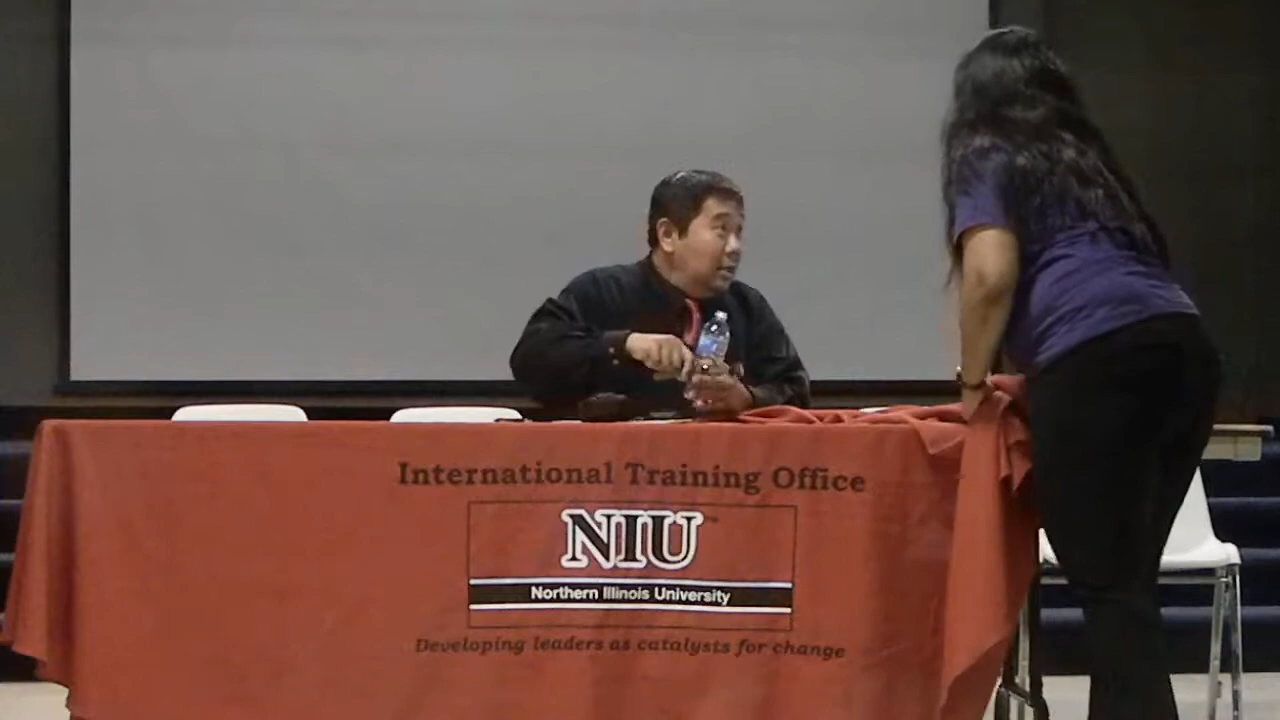 International Training Office
NIU
Northern Illinois University
Developing leaders as catalysts for change